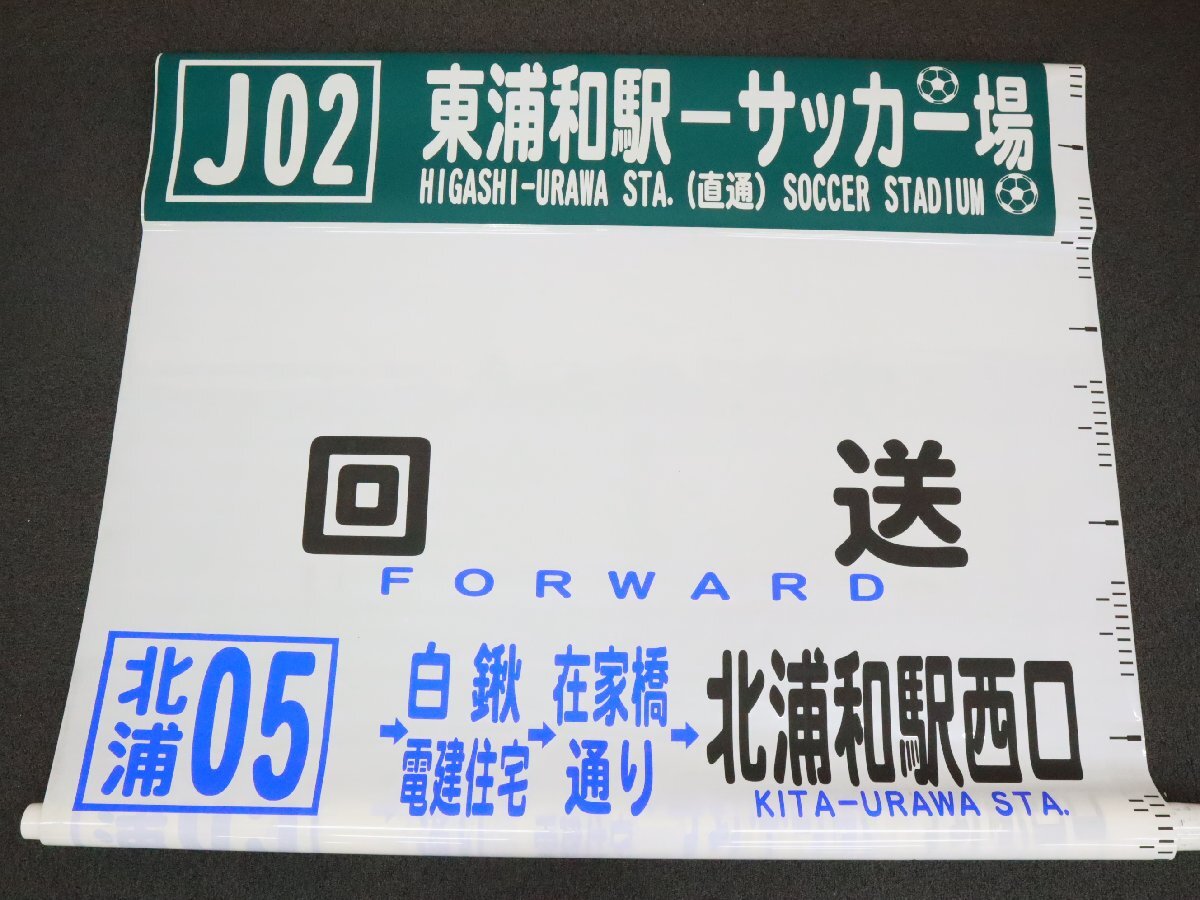 J02
東浦和駅ーサッカー場
HIGASHI-URAWA STA. (直通) SOCCER STADIUM
回送
FORWARD
北浦05
→白鍬電建住宅→在家橋通り→北浦和駅西口
KITA-URAWA STA.